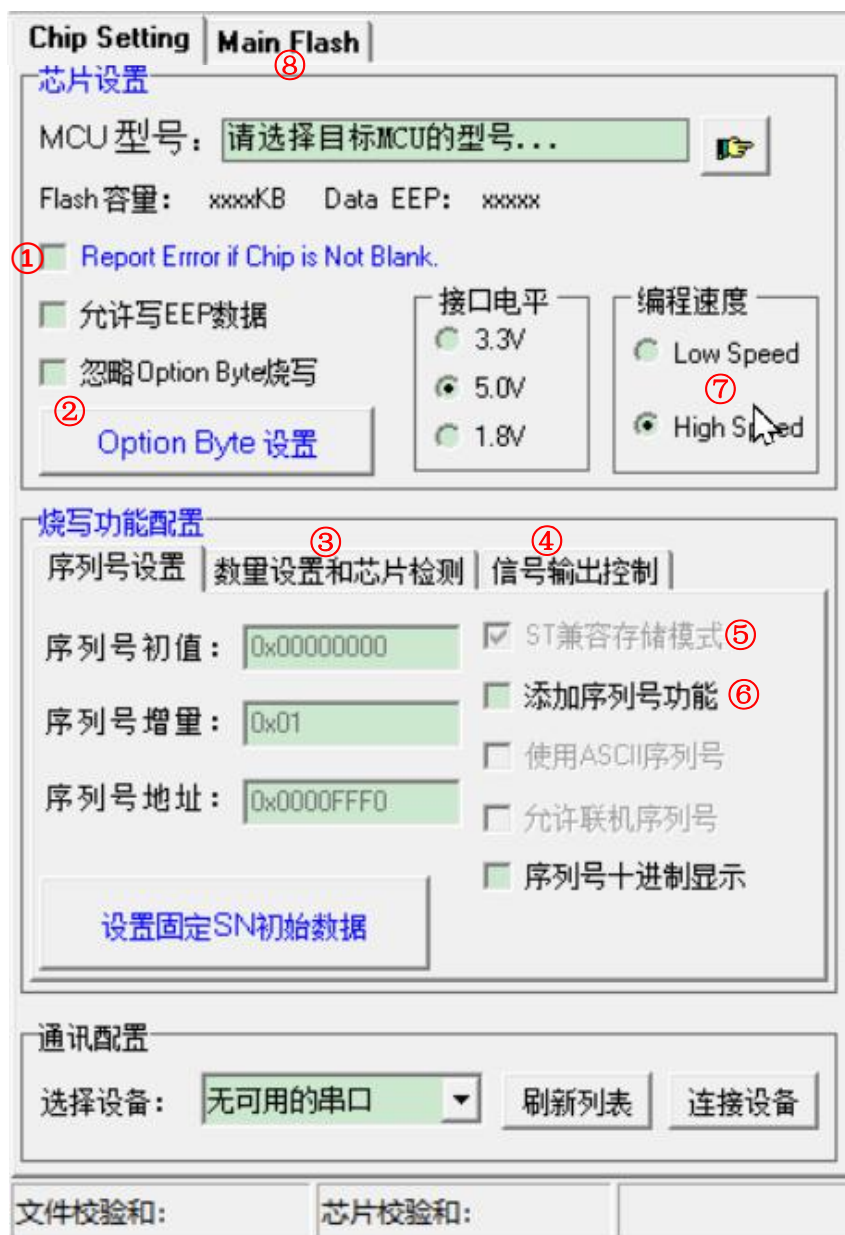 Chip Setting Main Flash
⑧
芯片设置
MCU 型号： 请选择目标MCU的型号...
Flash 容量： xxxxKB Data EEP： xxxxx
① Report Errror if Chip is Not Blank.
允许写EEP数据
忽略Option Byte烧写
② Option Byte 设置
接口电平
3.3V
5.0V
1.8V
编程速度
Low Speed
⑦
High Speed
烧写功能配置
③ ④
序列号设置 数里设置和芯片检测 信号输出控制
序列号初值： 0x00000000
序列号增里： 0x01
序列号地址： 0x0000FFF0
设置固定SN初始数据
ST兼容存储模式 ⑤
添加序列号功能 ⑥
使用ASCII序列号
允许联机序列号
序列号十进制显示
通讯配置
选择设备： 无可用的串口 刷新列表 连接设备
文件校验和： 芯片校验和：